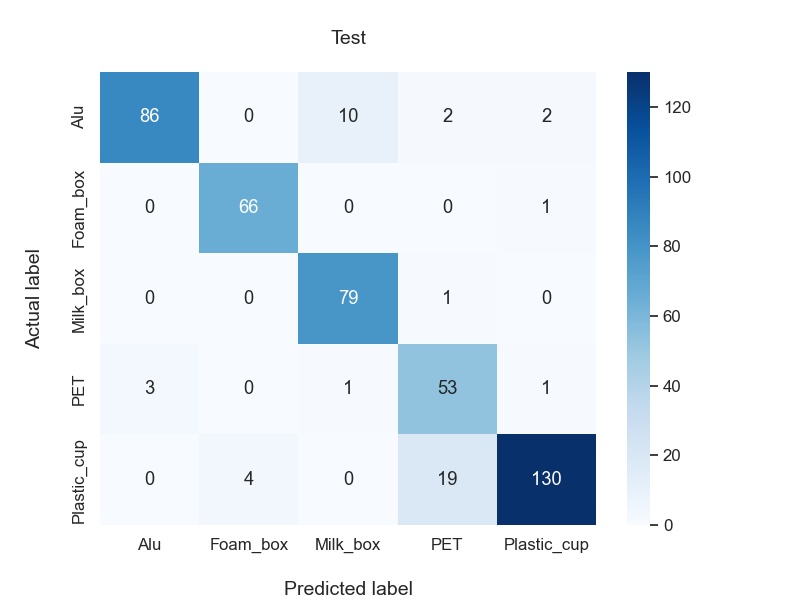 Test
Actual label
Alu
86 0 10 2 2
Foam_box
0 66 0 0 1
Milk_box
0 0 79 1 0
PET
3 0 1 53 1
Plastic_cup
0 4 0 19 130
Alu Foam_box Milk_box PET Plastic_cup
Predicted label
120
100
80
60
40
20
0